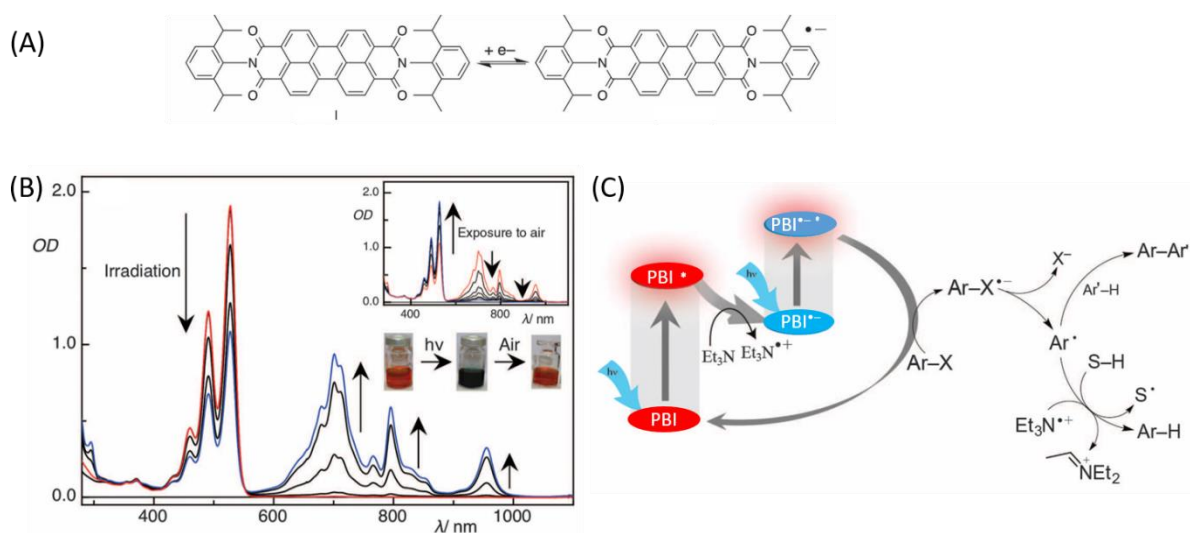 (A)
O
O
O
O
N
N
+ e–
O
O
O
O
N
N
• —
I
(B)
2.0
OD
1.0
0.0
Irradiation
400
600
800
1000
λ/ nm
2.0
OD
1.0
0.0
Exposure to air
400
800
λ/ nm
hν
Air
(C)
PBI*
hν
PBI
PBI•– *
hν
PBI•–
Et3N
Et3N•+
Ar–X
Ar–X•–
X–
Ar–Ar'
Ar'–H
Ar•
S–H
S•
Et3N•+
Ar–H
+
NEt2